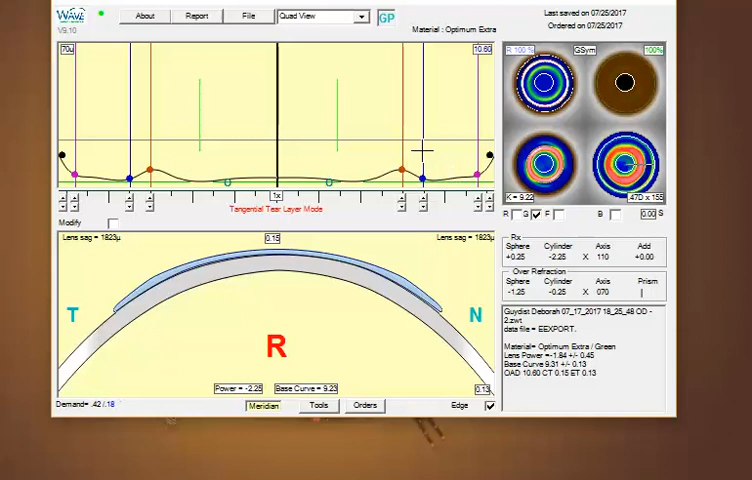 WAVE
About
Report
File
Quad View
GP
Last saved on 07/25/2017
Ordered on 07/25/2017
V9.10
Material : Optimum Extra
70u
10.60
R 100 %
GSym
100%
K = 9.22
.47D x 155
1x
Tangential Tear Layer Mode
Modify
R
G
F
B
0.00 S
Lens sag = 1823µ
0.15
Lens sag = 1823µ
T
N
R
Power = -2.25
Base Curve = 9.23
0.13
Rx
Sphere Cylinder Axis Add
+0.25 -2.25 X 110 +0.00
Over Refraction
Sphere Cylinder Axis Prism
-1.25 -0.25 X 070 |
Guydist Deborah 07_17_2017 18_25_48 OD -
2.zwt
data file = EEXPORT.
Material= Optimum Extra / Green
Lens Power =-1.84 +/- 0.45
Base Curve 9.31 +/- 0.13
OAD 10.60 CT 0.15 ET 0.13
Demand= .42 /.18
Meridian
Tools
Orders
Edge